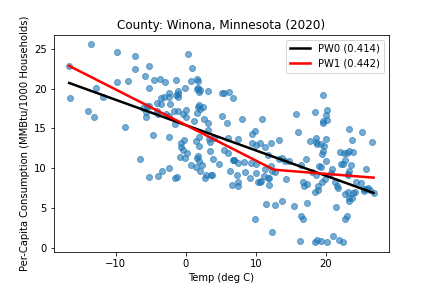 County: Winona, Minnesota (2020)
PW0 (0.414)
PW1 (0.442)
Per-Capita Consumption (MMBtu/1000 Households)
25
20
15
10
5
0
−10
0
10
20
Temp (deg C)